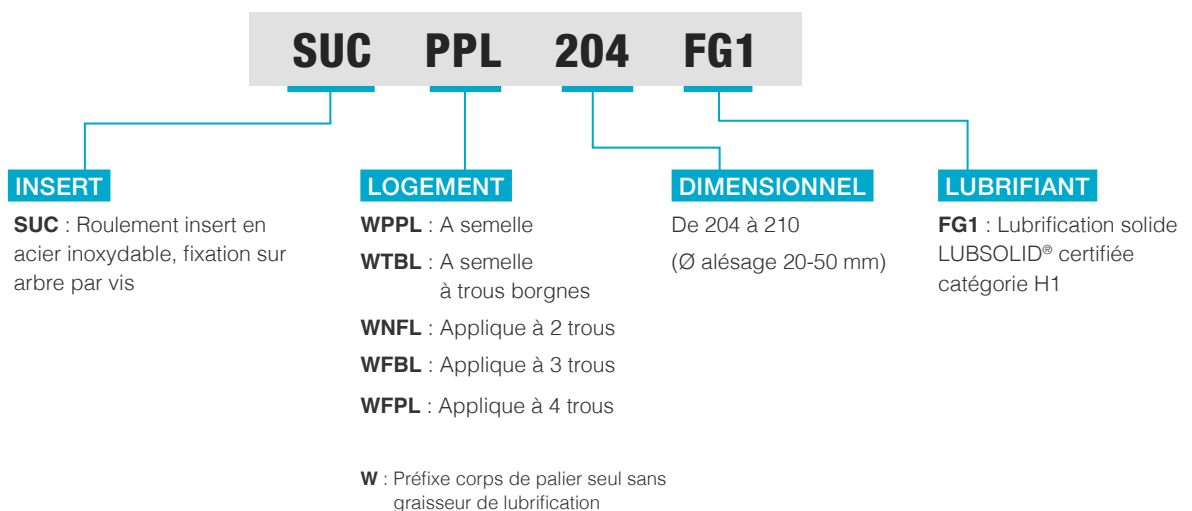 SUC PPL 204 FG1
INSERT
SUC : Roulement insert en
acier inoxydable, fixation sur
arbre par vis
LOGEMENT
WPPL : A semelle
WTBL : A semelle
à trous borgnes
WNFL : Applique à 2 trous
WFBL : Applique à 3 trous
WFPL : Applique à 4 trous
W : Préfixe corps de palier seul sans
graisseur de lubrification
DIMENSIONNEL
De 204 à 210
(Ø alésage 20-50 mm)
LUBRIFIANT
FG1 : Lubrification solide
LUBSOLID® certifiée
catégorie H1